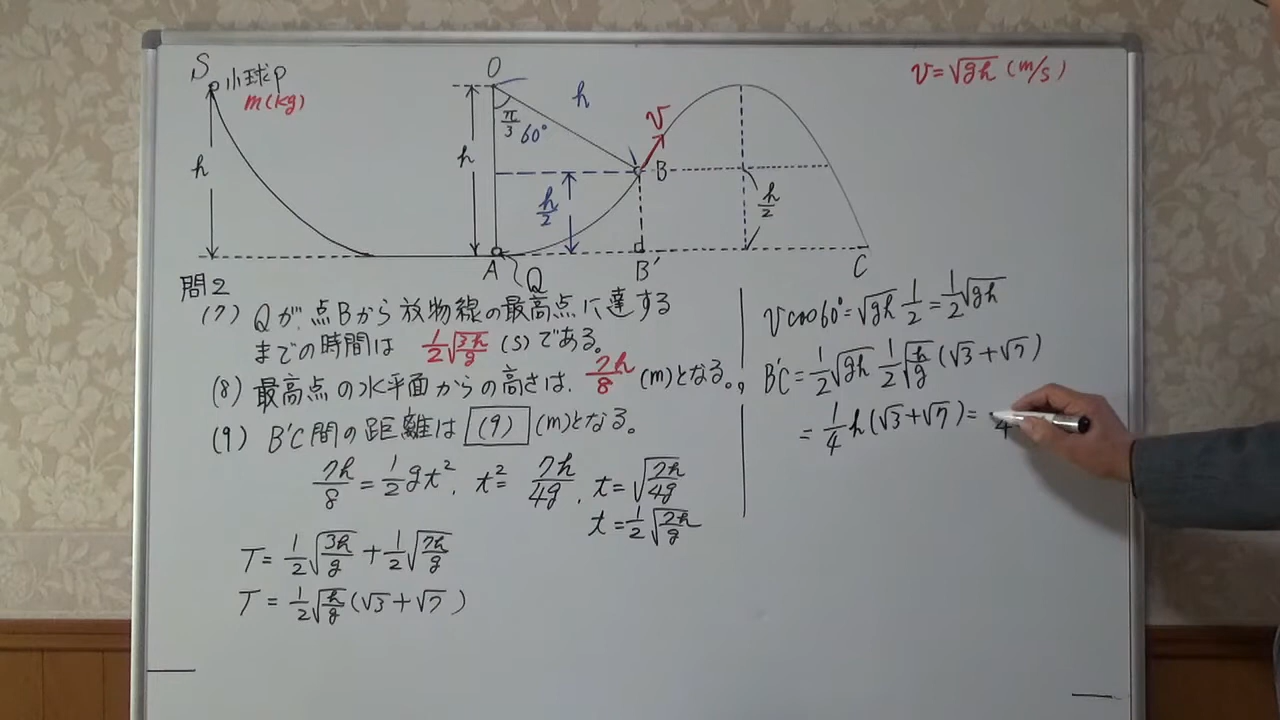 S 小球P
m(kg)
h
O
π/3 60°
h
h
h/2
v
B
h/2
A Q B' C
v=√gh (m/s)
問2
(7) Qが点Bから放物線の最高点に達する
までの時間は 1/2√3h/g (s)である。
(8) 最高点の水平面からの高さは、7h/8 (m)となる。
(9) B'C間の距離は (9) (m)となる。
7h/8=1/2gt², t²=7h/4g, t=√7h/4g
t=1/2√7h/g
T=1/2√3h/g+1/2√7h/g
T=1/2√h/g(√3+√7)
vcos60°=√gh 1/2=1/2√gh
B'C=1/2√gh 1/2√h/g(√3+√7)
=1/4h(√3+√7)=
4